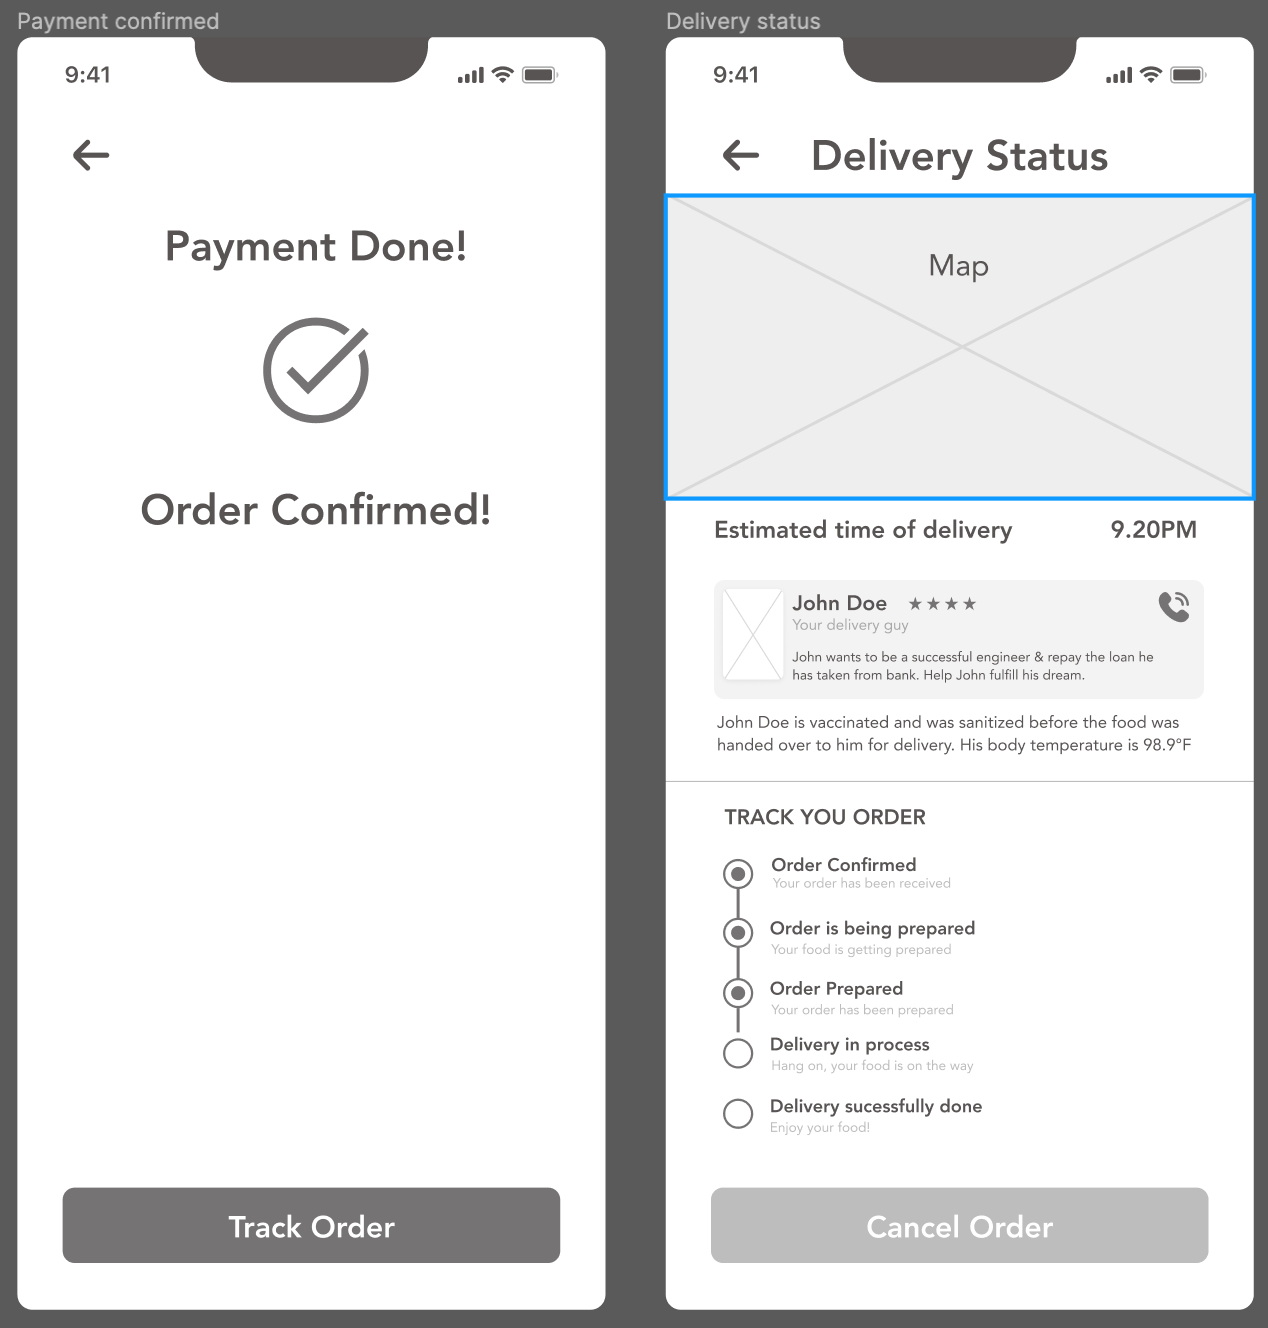 Payment confirmed
9:41
Payment Done!
Order Confirmed!
Track Order
Delivery status
9:41
Delivery Status
Map
Estimated time of delivery 9.20PM
John Doe ★★★★
Your delivery guy
John wants to be a successful engineer & repay the loan he
has taken from bank. Help John fulfill his dream.
John Doe is vaccinated and was sanitized before the food was
handed over to him for delivery. His body temperature is 98.9°F
TRACK YOU ORDER
Order Confirmed
Your order has been received
Order is being prepared
Your food is getting prepared
Order Prepared
Your order has been prepared
Delivery in process
Hang on, your food is on the way
Delivery sucessfully done
Enjoy your food!
Cancel Order